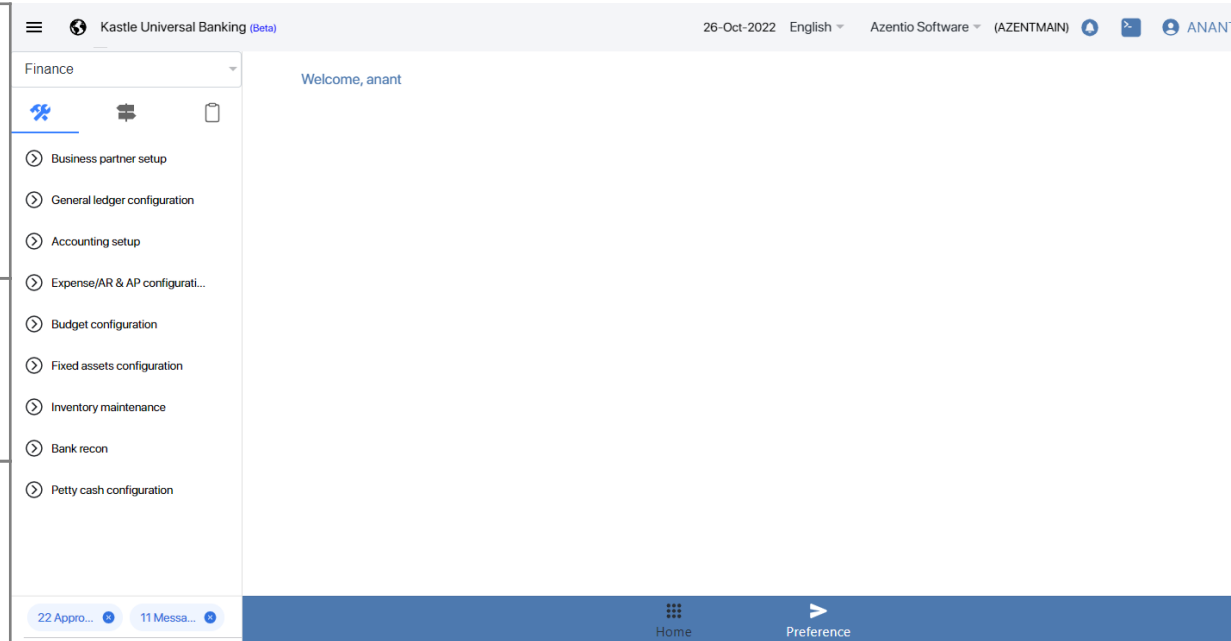 Kastle Universal Banking (Beta)
26-Oct-2022 English Azentio Software (AZENTMAIN) ANANT
Finance
Welcome, anant
Business partner setup
General ledger configuration
Accounting setup
Expense/AR & AP configurati...
Budget configuration
Fixed assets configuration
Inventory maintenance
Bank recon
Petty cash configuration
22 Appro... 11 Messa...
Home Preference